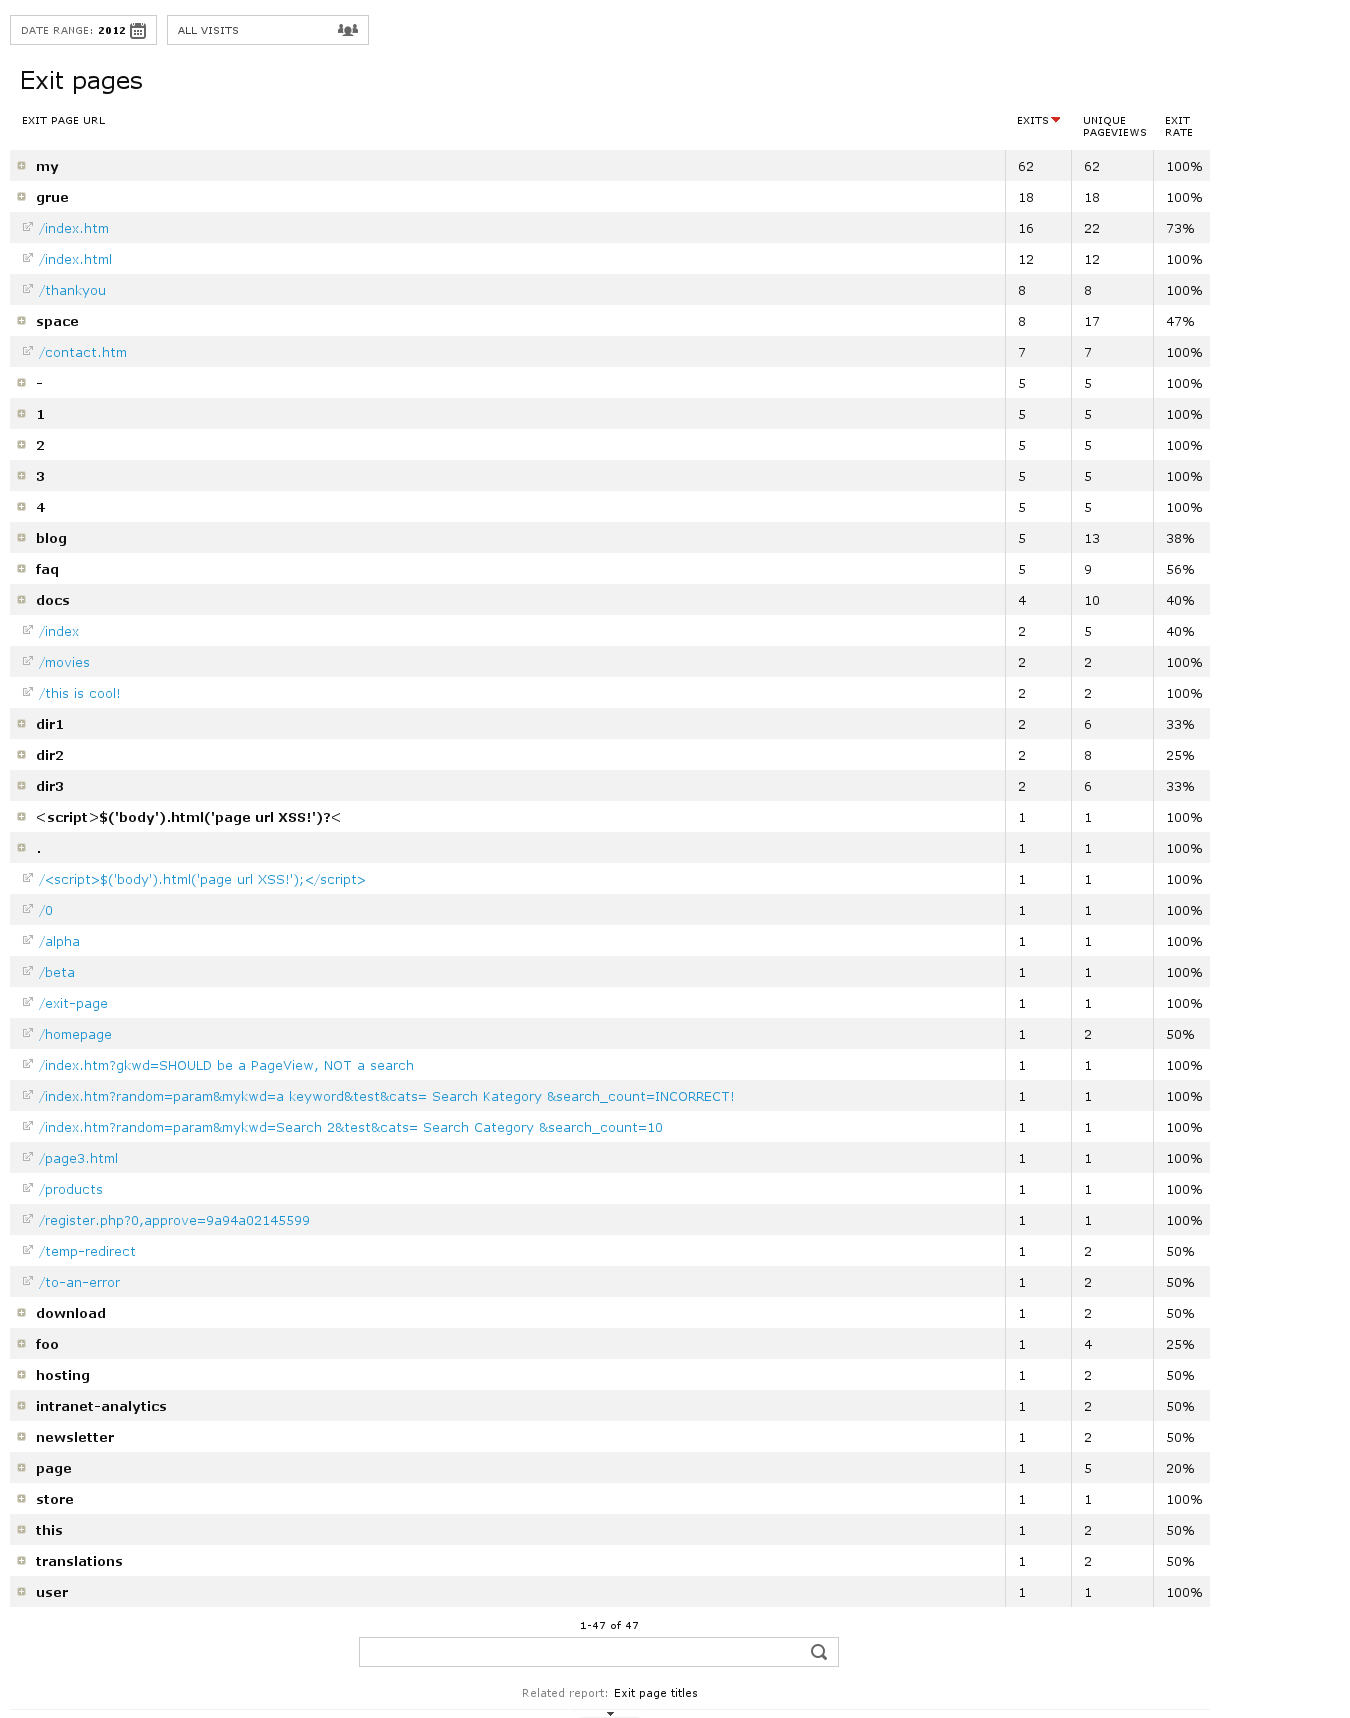 DATE RANGE: 2012 ALL VISITS
Exit pages
EXIT PAGE URL EXITS UNIQUE PAGEVIEWS EXIT RATE
my 62 62 100%
grue 18 18 100%
/index.htm 16 22 73%
/index.html 12 12 100%
/thankyou 8 8 100%
space 8 17 47%
/contact.htm 7 7 100%
- 5 5 100%
1 5 5 100%
2 5 5 100%
3 5 5 100%
4 5 5 100%
blog 5 13 38%
faq 5 9 56%
docs 4 10 40%
/index 2 5 40%
/movies 2 2 100%
/this is cool! 2 2 100%
dir1 2 6 33%
dir2 2 8 25%
dir3 2 6 33%
<script>$('body').html('page url XSS!')?< 1 1 100%
. 1 1 100%
/<script>$('body').html('page url XSS!');</script> 1 1 100%
/0 1 1 100%
/alpha 1 1 100%
/beta 1 1 100%
/exit-page 1 1 100%
/homepage 1 2 50%
/index.htm?gkwd=SHOULD be a PageView, NOT a search 1 1 100%
/index.htm?random=param&mykwd=a keyword&test&cats= Search Kategory &search_count=INCORRECT! 1 1 100%
/index.htm?random=param&mykwd=Search 2&test&cats= Search Category &search_count=10 1 1 100%
/page3.html 1 1 100%
/products 1 1 100%
/register.php?0,approve=9a94a02145599 1 1 100%
/temp-redirect 1 2 50%
/to-an-error 1 2 50%
download 1 2 50%
foo 1 4 25%
hosting 1 2 50%
intranet-analytics 1 2 50%
newsletter 1 2 50%
page 1 5 20%
store 1 1 100%
this 1 2 50%
translations 1 2 50%
user 1 1 100%
1-47 of 47
Related report: Exit page titles